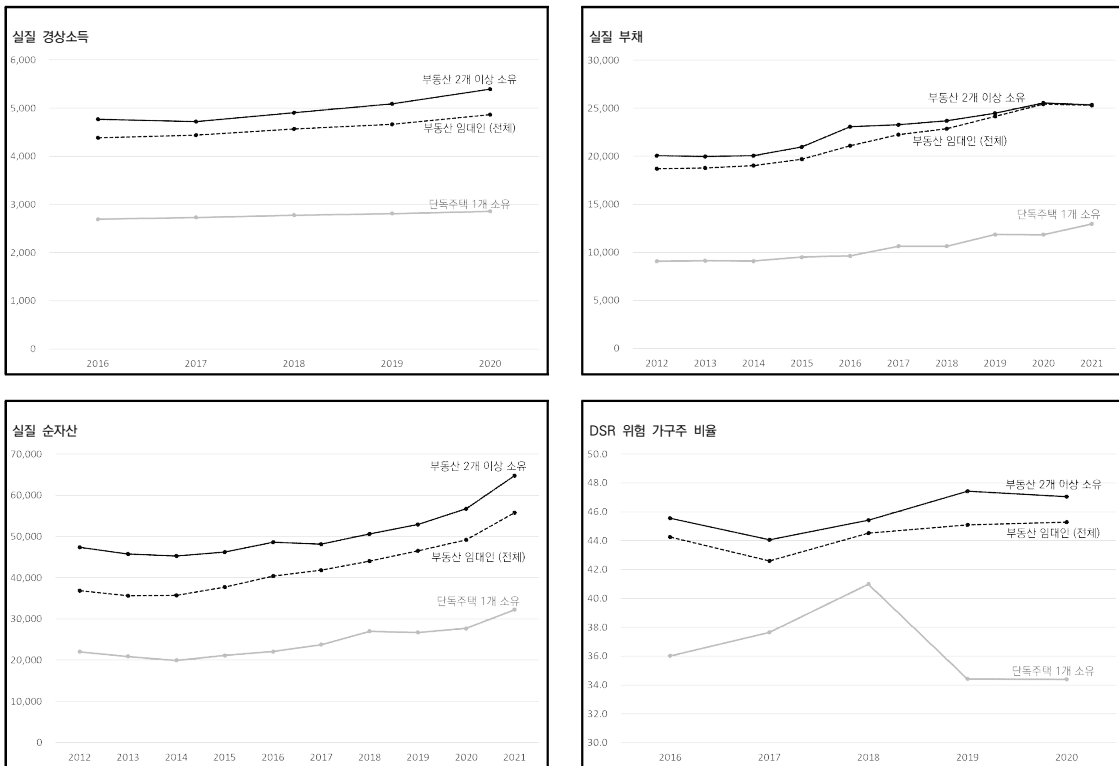 실질 경상소득
6,000
5,000
4,000
3,000
2,000
1,000
0
부동산 2개 이상 소유
부동산 임대인 (전체)
단독주택 1개 소유
2016 2017 2018 2019 2020
실질 부채
30,000
25,000
20,000
15,000
10,000
5,000
0
부동산 2개 이상 소유
부동산 임대인 (전체)
단독주택 1개 소유
2012 2013 2014 2015 2016 2017 2018 2019 2020 2021
실질 순자산
70,000
60,000
50,000
40,000
30,000
20,000
10,000
0
부동산 2개 이상 소유
부동산 임대인 (전체)
단독주택 1개 소유
2012 2013 2014 2015 2016 2017 2018 2019 2020 2021
DSR 위험 가구주 비율
50.0
48.0
46.0
44.0
42.0
40.0
38.0
36.0
34.0
32.0
30.0
부동산 2개 이상 소유
부동산 임대인 (전체)
단독주택 1개 소유
2016 2017 2018 2019 2020